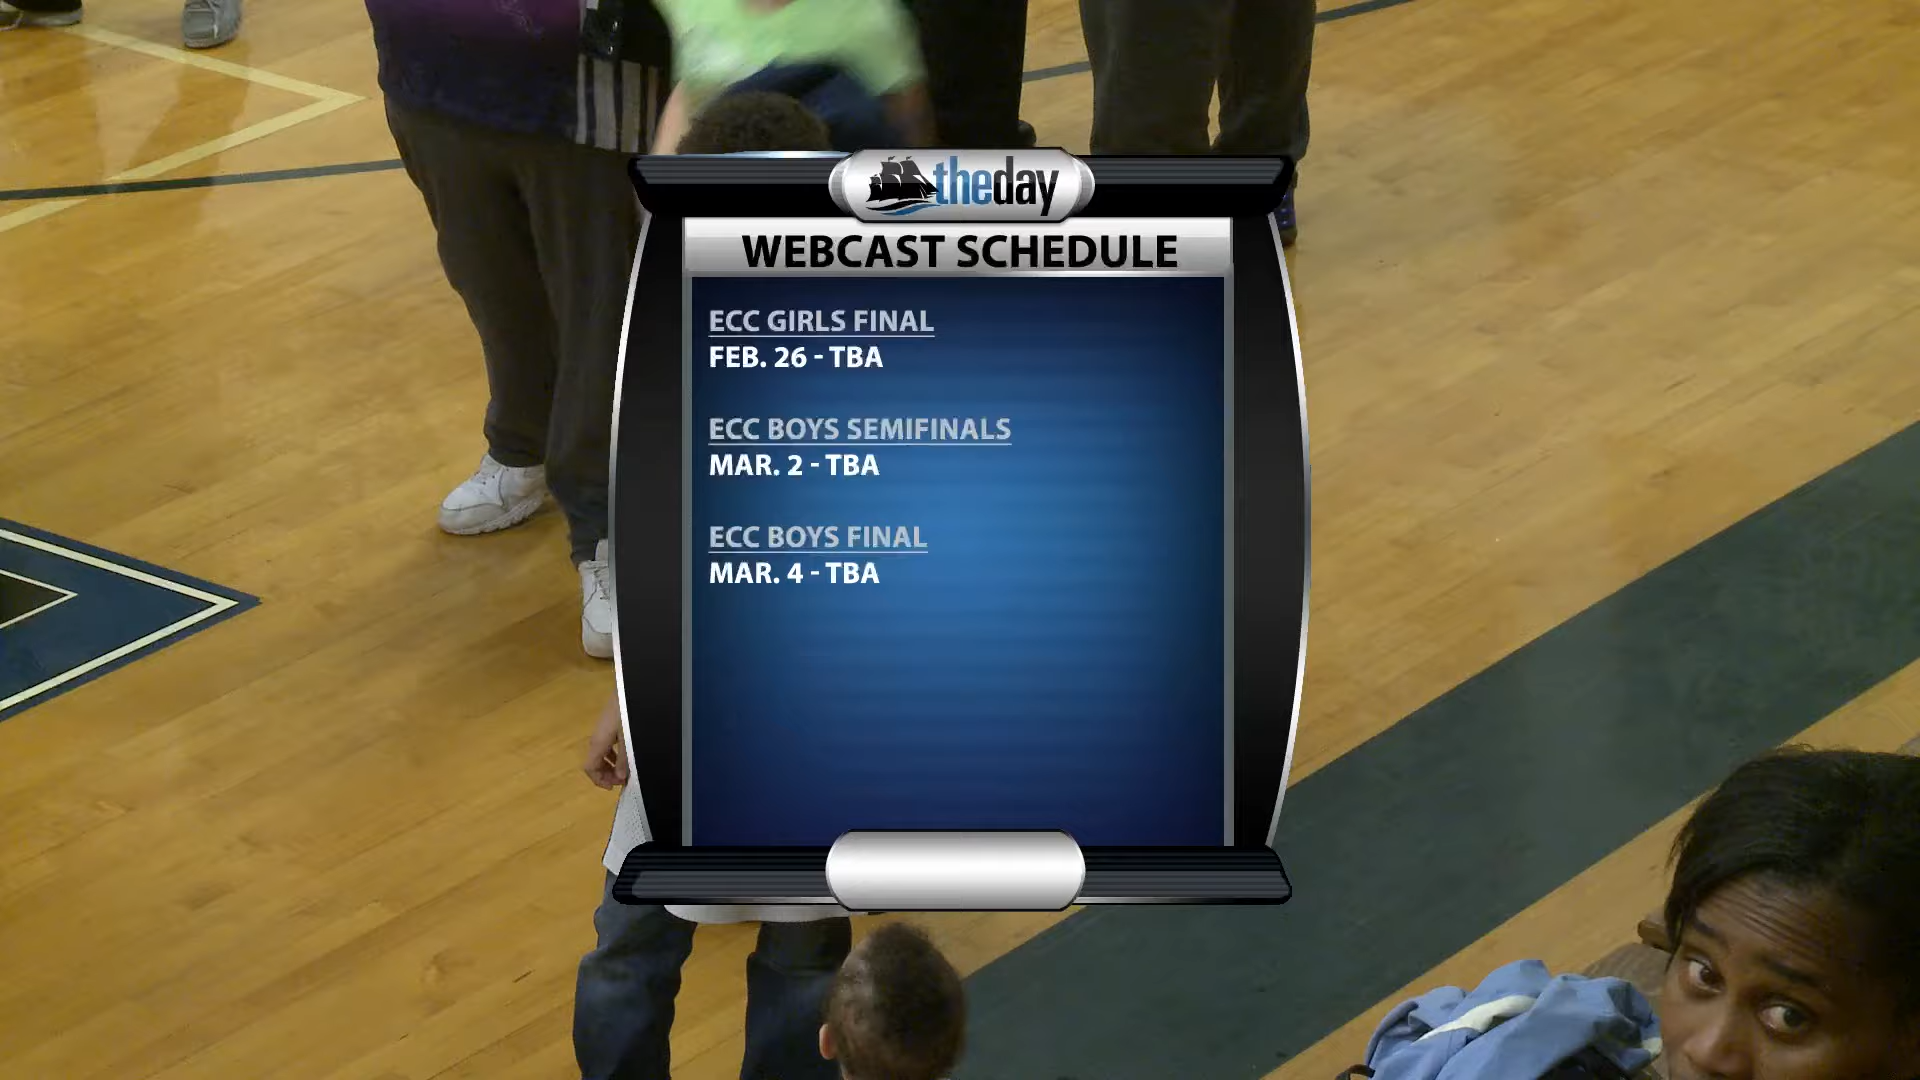 theday
WEBCAST SCHEDULE
ECC GIRLS FINAL
FEB. 26 - TBA
ECC BOYS SEMIFINALS
MAR. 2 - TBA
ECC BOYS FINAL
MAR. 4 - TBA